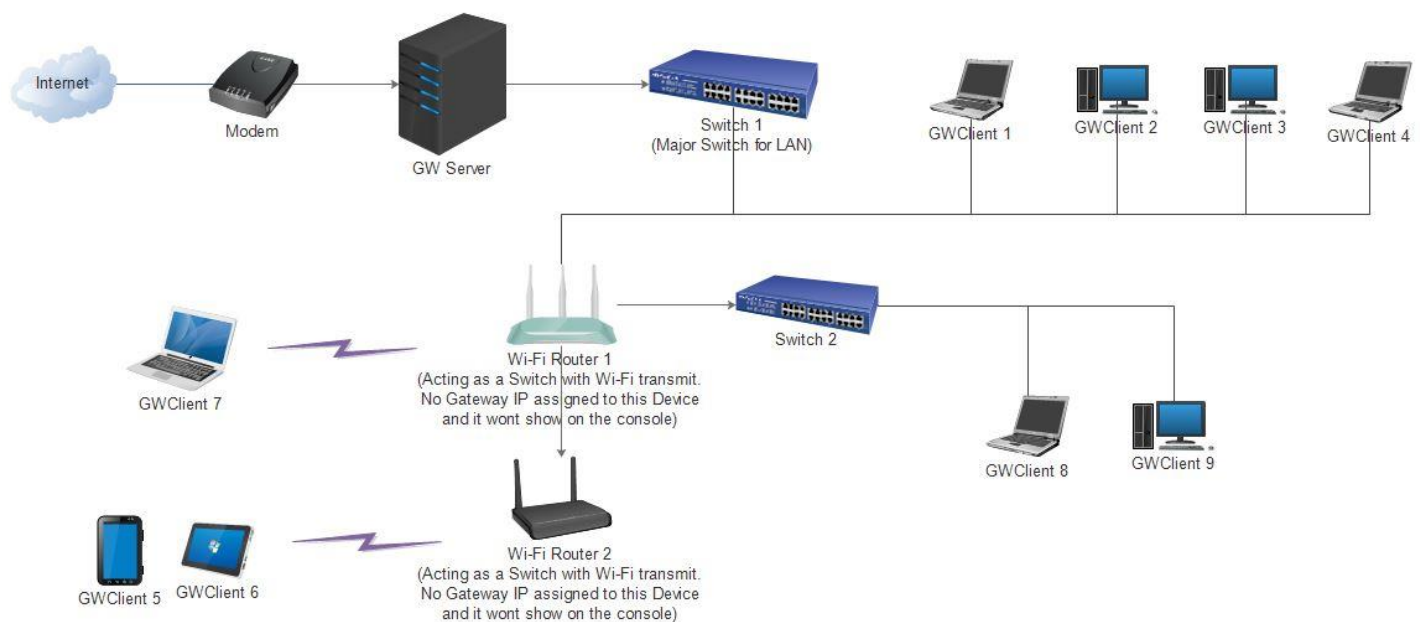 Internet
Modem
GW Server
Switch 1
(Major Switch for LAN)
GWClient 1
GWClient 2
GWClient 3
GWClient 4
GWClient 7
Wi-Fi Router 1
(Acting as a Switch with Wi-Fi transmit.
No Gateway IP assigned to this Device
and it wont show on the console)
Switch 2
GWClient 8
GWClient 9
GWClient 5
GWClient 6
Wi-Fi Router 2
(Acting as a Switch with Wi-Fi transmit.
No Gateway IP assigned to this Device
and it wont show on the console)